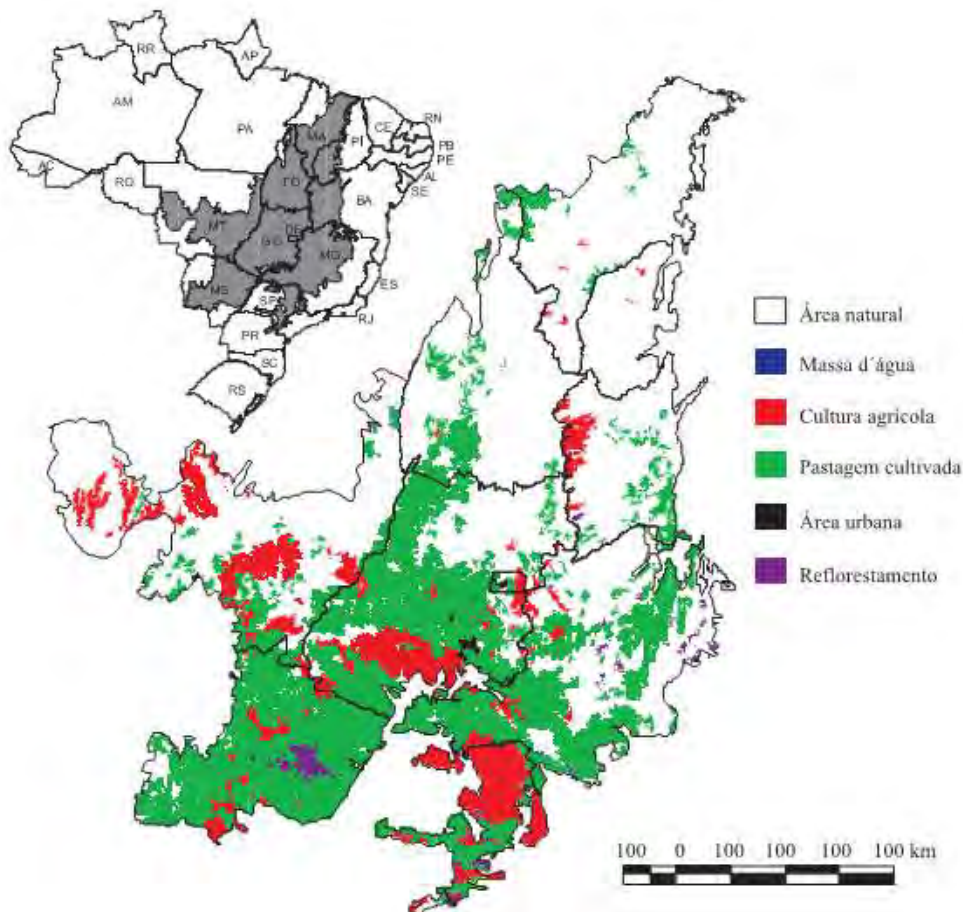 RR
AP
AM
PA
MA
CE
RN
PI
PB
PE
AC
AL
RO
TO
SE
BA
MT
DF
GO
MG
MS
ES
SP
RJ
PR
SC
RS
Área natural
Massa d´água
Cultura agrícola
Pastagem cultivada
Área urbana
Reflorestamento
100 0 100 100 100 100 km